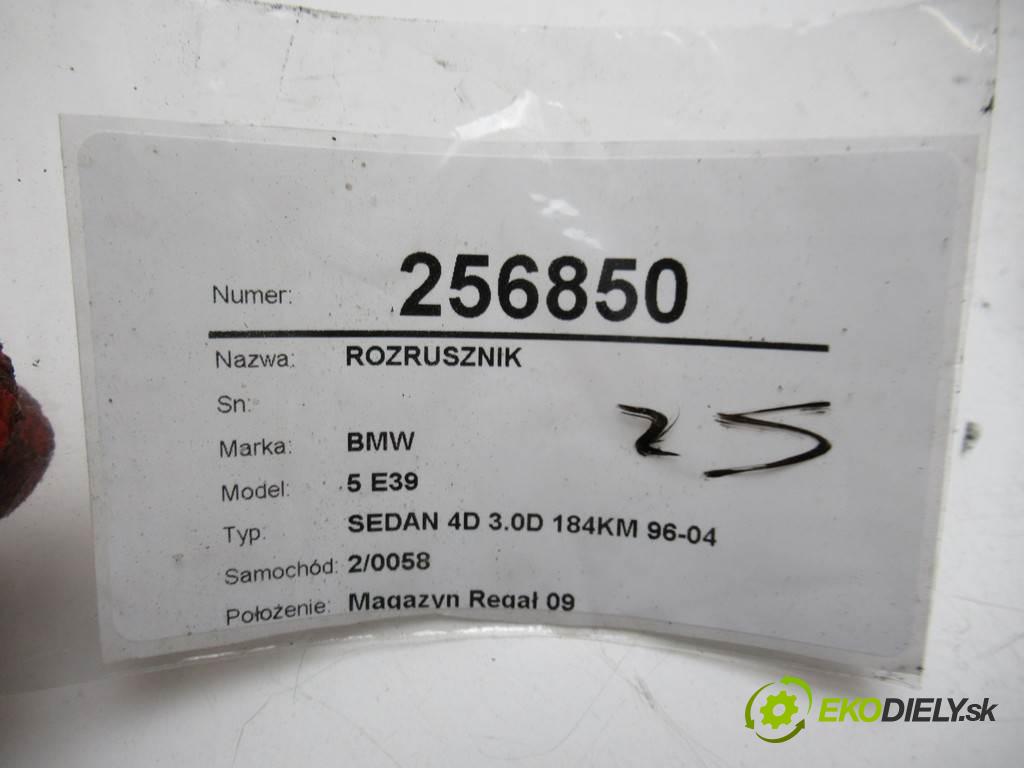 Numer: 256850
Nazwa: ROZRUSZNIK
Sn:
25
Marka: BMW
Model: 5 E39
Typ: SEDAN 4D 3.0D 184KM 96-04
Samochód: 2/0058
Położenie: Magazyn Regał 09
EKODIELY.sk